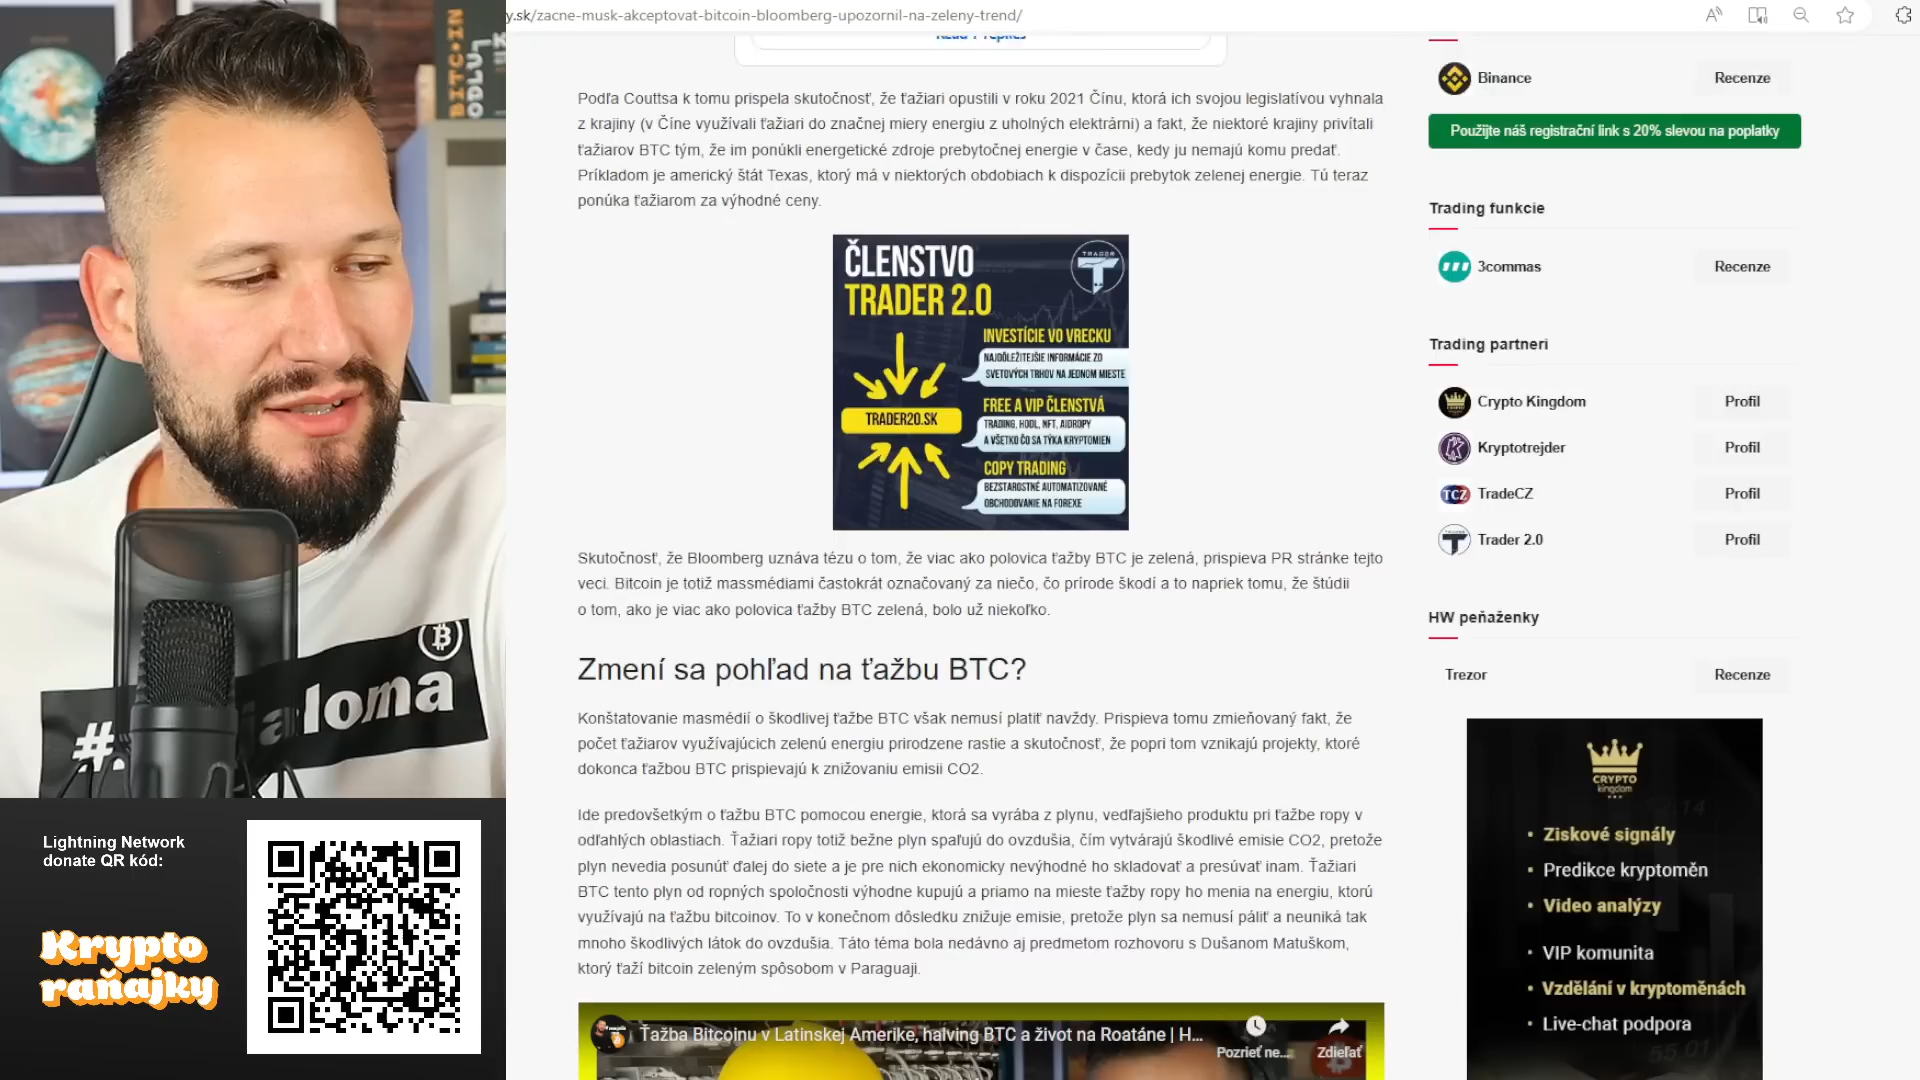 y.sk/zacne-musk-akceptovat-bitcoin-bloomberg-upozornil-na-zeleny-trend/
Podľa Couttsa k tomu prispela skutočnosť, že ťažiari opustili v roku 2021 Čínu, ktorá ich svojou legislatívou vyhnala
z krajiny (v Číne využívali ťažiari do značnej miery energiu z uholných elektrární) a fakt, že niektoré krajiny privítali
ťažiarov BTC tým, že im ponúkli energetické zdroje prebytočnej energie v čase, kedy ju nemajú komu predať.
Príkladom je americký štát Texas, ktorý má v niektorých obdobiach k dispozícii prebytok zelenej energie. Tú teraz
ponúka ťažiarom za výhodné ceny.
ČLENSTVO
TRADER 2.0
TRADER
INVESTÍCIE VO VRECKU
NAJDÔLEŽITEJŠIE INFORMÁCIE ZO
SVETOVÝCH TRHOV NA JEDNOM MIESTE
TRADER20.SK
FREE A VIP ČLENSTVÁ
TRADING, HODL, NFT, AIDROPY
A VŠETKO ČO SA TÝKA KRYPTOMIEN
COPY TRADING
BEZSTAROSTNÉ AUTOMATIZOVANÉ
OBCHODOVANIE NA FOREXE
Skutočnosť, že Bloomberg uznáva tézu o tom, že viac ako polovica ťažby BTC je zelená, prispieva PR stránke tejto
veci. Bitcoin je totiž massmédiami častokrát označovaný za niečo, čo prírode škodí a to napriek tomu, že štúdii
o tom, ako je viac ako polovica ťažby BTC zelená, bolo už niekoľko.
Zmení sa pohľad na ťažbu BTC?
Konštatovanie masmédií o škodlivej ťažbe BTC však nemusí platiť navždy. Prispieva tomu zmieňovaný fakt, že
počet ťažiarov využívajúcich zelenú energiu prirodzene rastie a skutočnosť, že popri tom vznikajú projekty, ktoré
dokonca ťažbou BTC prispievajú k znižovaniu emisii CO2.
Ide predovšetkým o ťažbu BTC pomocou energie, ktorá sa vyrába z plynu, vedľajšieho produktu pri ťažbe ropy v
odľahlých oblastiach. Ťažiari ropy totiž bežne plyn spaľujú do ovzdušia, čím vytvárajú škodlivé emisie CO2, pretože
plyn nevedia posunúť ďalej do siete a je pre nich ekonomicky nevýhodné ho skladovať a presúvať inam. Ťažiari
BTC tento plyn od ropných spoločnosti výhodne kupujú a priamo na mieste ťažby ropy ho menia na energiu, ktorú
využívajú na ťažbu bitcoinov. To v konečnom dôsledku znižuje emisie, pretože plyn sa nemusí páliť a neuniká tak
mnoho škodlivých látok do ovzdušia. Táto téma bola nedávno aj predmetom rozhovoru s Dušanom Matuškom,
ktorý ťaží bitcoin zeleným spôsobom v Paraguaji.
Ťažba Bitcoinu v Latinskej Amerike, halving BTC a život na Roatáne | H...
Pozrieť ne...
Zdieľať
Binance Recenze
Použijte náš registrační link s 20% slevou na poplatky
Trading funkcie
3commas Recenze
Trading partneri
Crypto Kingdom Profil
Kryptotrejder Profil
TCZ TradeCZ Profil
Trader 2.0 Profil
HW peňaženky
Trezor Recenze
CRYPTO
kingdom
• Ziskové signály
• Predikce kryptoměn
• Video analýzy
• VIP komunita
• Vzdělání v kryptoměnách
• Live-chat podpora
Lightning Network
donate QR kód:
Krypto
raňajky